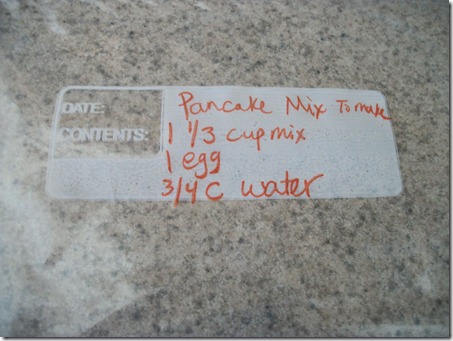 DATE: Pancake Mix To make
CONTENTS: 1 1/3 cup mix
1 egg
3/4 C water